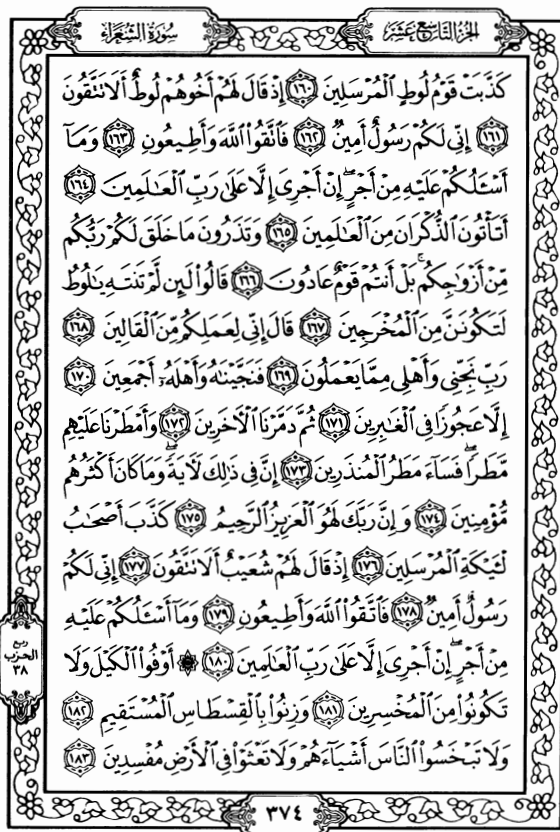 الجزء التاسع عشر
سورة الشعراء
كَذَّبَتْ قَوْمُ لُوطٍ ٱلْمُرْسَلِينَ ١٦٠ إِذْ قَالَ لَهُمْ أَخُوهُمْ لُوطٌ أَلَا تَتَّقُونَ
١٦١ إِنِّي لَكُمْ رَسُولٌ أَمِينٌ ١٦٢ فَٱتَّقُوا۟ ٱللَّهَ وَأَطِيعُونِ ١٦٣ وَمَآ
أَسْـَٔلُكُمْ عَلَيْهِ مِنْ أَجْرٍ ۖ إِنْ أَجْرِىَ إِلَّا عَلَىٰ رَبِّ ٱلْعَـٰلَمِينَ ١٦٤
أَتَأْتُونَ ٱلذُّكْرَانَ مِنَ ٱلْعَـٰلَمِينَ ١٦٥ وَتَذَرُونَ مَا خَلَقَ لَكُمْ رَبُّكُم
مِّنْ أَزْوَٰجِكُم ۚ بَلْ أَنتُمْ قَوْمٌ عَادُونَ ١٦٦ قَالُوا۟ لَئِن لَّمْ تَنتَهِ يَـٰلُوطُ
لَتَكُونَنَّ مِنَ ٱلْمُخْرَجِينَ ١٦٧ قَالَ إِنِّى لِعَمَلِكُم مِّنَ ٱلْقَالِينَ ١٦٨
رَبِّ نَجِّنِى وَأَهْلِى مِمَّا يَعْمَلُونَ ١٦٩ فَنَجَّيْنَـٰهُ وَأَهْلَهُۥٓ أَجْمَعِينَ ١٧٠
إِلَّا عَجُوزًا فِى ٱلْغَـٰبِرِينَ ١٧١ ثُمَّ دَمَّرْنَا ٱلْـَٔاخَرِينَ ١٧٢ وَأَمْطَرْنَا عَلَيْهِم
مَّطَرًا ۖ فَسَآءَ مَطَرُ ٱلْمُنذَرِينَ ١٧٣ إِنَّ فِى ذَٰلِكَ لَـَٔايَةً ۖ وَمَا كَانَ أَكْثَرُهُم
مُّؤْمِنِينَ ١٧٤ وَإِنَّ رَبَّكَ لَهُوَ ٱلْعَزِيزُ ٱلرَّحِيمُ ١٧٥ كَذَّبَ أَصْحَـٰبُ
لْـَٔيْكَةِ ٱلْمُرْسَلِينَ ١٧٦ إِذْ قَالَ لَهُمْ شُعَيْبٌ أَلَا تَتَّقُونَ ١٧٧ إِنِّى لَكُمْ
رَسُولٌ أَمِينٌ ١٧٨ فَٱتَّقُوا۟ ٱللَّهَ وَأَطِيعُونِ ١٧٩ وَمَآ أَسْـَٔلُكُمْ عَلَيْهِ
مِنْ أَجْرٍ ۖ إِنْ أَجْرِىَ إِلَّا عَلَىٰ رَبِّ ٱلْعَـٰلَمِينَ ١٨٠ ۞ أَوْفُوا۟ ٱلْكَيْلَ وَلَا
تَكُونُوا۟ مِنَ ٱلْمُخْسِرِينَ ١٨١ وَزِنُوا۟ بِٱلْقِسْطَاسِ ٱلْمُسْتَقِيمِ ١٨٢
وَلَا تَبْخَسُوا۟ ٱلنَّاسَ أَشْيَآءَهُمْ وَلَا تَعْثَوْا۟ فِى ٱلْأَرْضِ مُفْسِدِينَ ١٨٣
ربع
الحزب
٣٨
٣٧٤